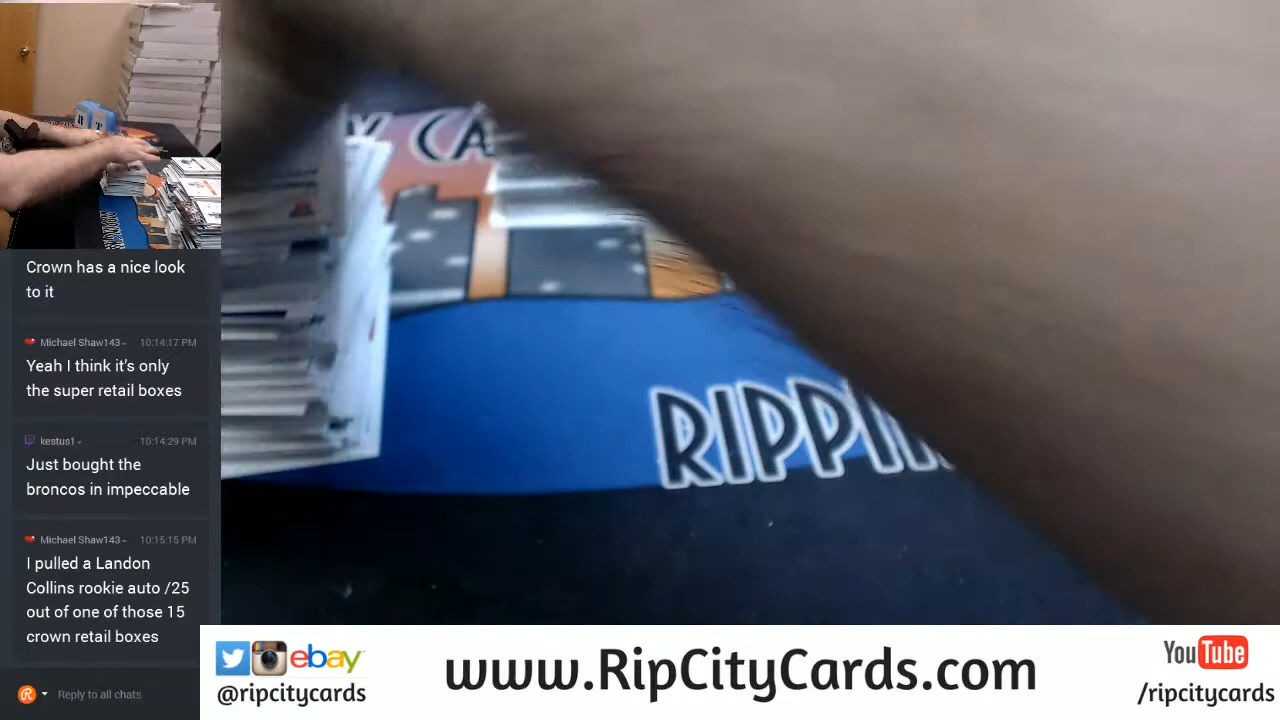 Y CA
RIPPIN
Crown has a nice look
to it
Michael Shaw143 10:14:17 PM
Yeah I think it's only
the super retail boxes
kestus1 10:14:29 PM
Just bought the
broncos in impeccable
Michael Shaw143 10:15:15 PM
I pulled a Landon
Collins rookie auto /25
out of one of those 15
crown retail boxes
Reply to all chats
ebay
@ripcitycards
www.RipCityCards.com
YouTube
/ripcitycards